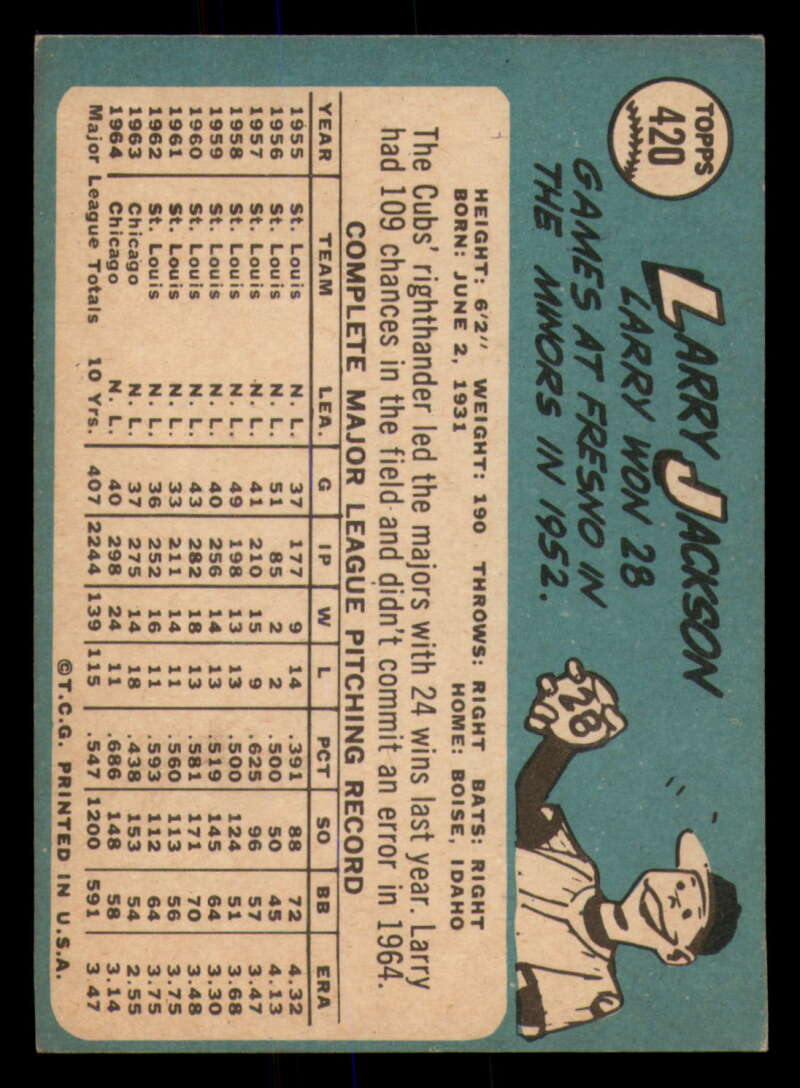 TOPPS
420
LARRY JACKSON
LARRY WON 28
GAMES AT FRESNO IN
THE MINORS IN 1952.
28
HEIGHT: 6'2" WEIGHT: 190 THROWS: RIGHT BATS: RIGHT
BORN: JUNE 2, 1931 HOME: BOISE, IDAHO
The Cubs' righthander led the majors with 24 wins last year. Larry
had 109 chances in the field and didn't commit an error in 1964.
COMPLETE MAJOR LEAGUE PITCHING RECORD
YEAR TEAM LEA. G IP W L PCT SO BB ERA
1955 St. Louis N. L. 37 177 9 14 .391 88 72 4.32
1956 St. Louis N. L. 51 85 2 2 .500 50 45 4.13
1957 St. Louis N. L. 41 210 15 9 .625 96 57 3.47
1958 St. Louis N. L. 49 198 13 13 .500 124 51 3.68
1959 St. Louis N. L. 40 256 14 13 .519 145 64 3.30
1960 St. Louis N. L. 43 282 18 13 .581 171 70 3.48
1961 St. Louis N. L. 33 211 14 11 .560 113 56 3.75
1962 St. Louis N. L. 36 252 16 11 .593 112 64 3.75
1963 Chicago N. L. 37 275 14 18 .438 153 54 2.55
1964 Chicago N. L. 40 298 24 11 .686 148 58 3.14
Major League Totals 10 Yrs. 407 2244 139 115 .547 1200 591 3.47
©T.C.G. PRINTED IN U.S.A.